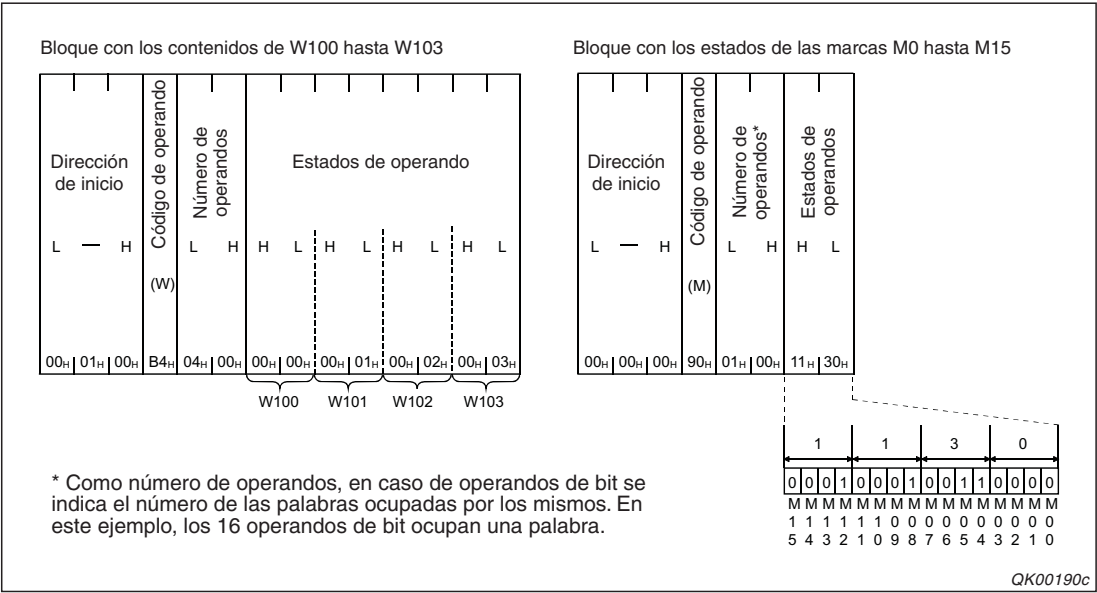 Bloque con los contenidos de W100 hasta W103
Dirección
de inicio
Código de operando
Número de
operandos
Estados de operando
L — H
(W)
L H
H L H L H L H L
00H 01H 00H B4H 04H 00H 00H 00H 00H 01H 00H 02H 00H 03H
W100 W101 W102 W103
Bloque con los estados de las marcas M0 hasta M15
Dirección
de inicio
Código de operando
Número de
operandos*
Estados de
operandos
L — H
(M)
L H
H L
00H 00H 00H 90H 01H 00H 11H 30H
1 1 3 0
0 0 0 1 0 0 0 1 0 0 1 1 0 0 0 0
M M M M M M M M M M M M M M M M
1 1 1 1 1 1 0 0 0 0 0 0 0 0 0 0
5 4 3 2 1 0 9 8 7 6 5 4 3 2 1 0
* Como número de operandos, en caso de operandos de bit se
indica el número de las palabras ocupadas por los mismos. En
este ejemplo, los 16 operandos de bit ocupan una palabra.
QK00190c